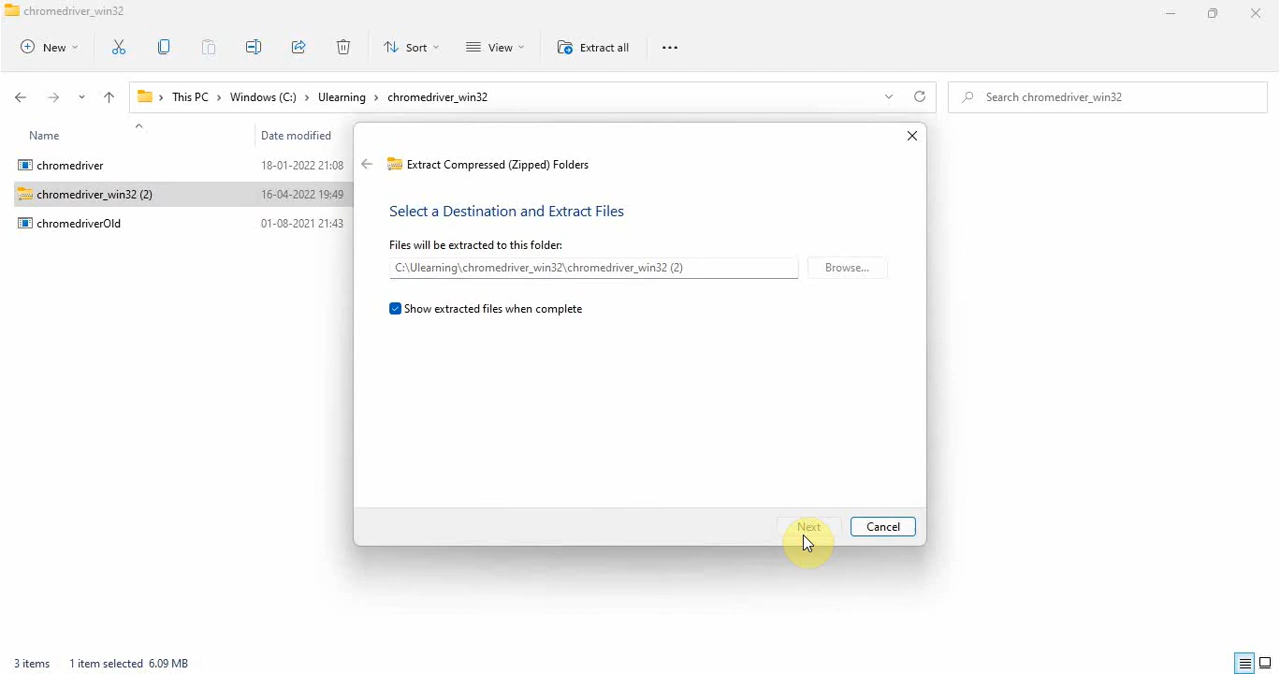 chromedriver_win32
New
Sort
View
Extract all
This PC > Windows (C:) > Ulearning > chromedriver_win32
Search chromedriver_win32
Name
Date modified
chromedriver
18-01-2022 21:08
chromedriver_win32 (2)
16-04-2022 19:49
chromedriverOld
01-08-2021 21:43
Extract Compressed (Zipped) Folders
Select a Destination and Extract Files
Files will be extracted to this folder:
C:\Ulearning\chromedriver_win32\chromedriver_win32 (2)
Browse...
Show extracted files when complete
Next
Cancel
3 items
1 item selected 6.09 MB